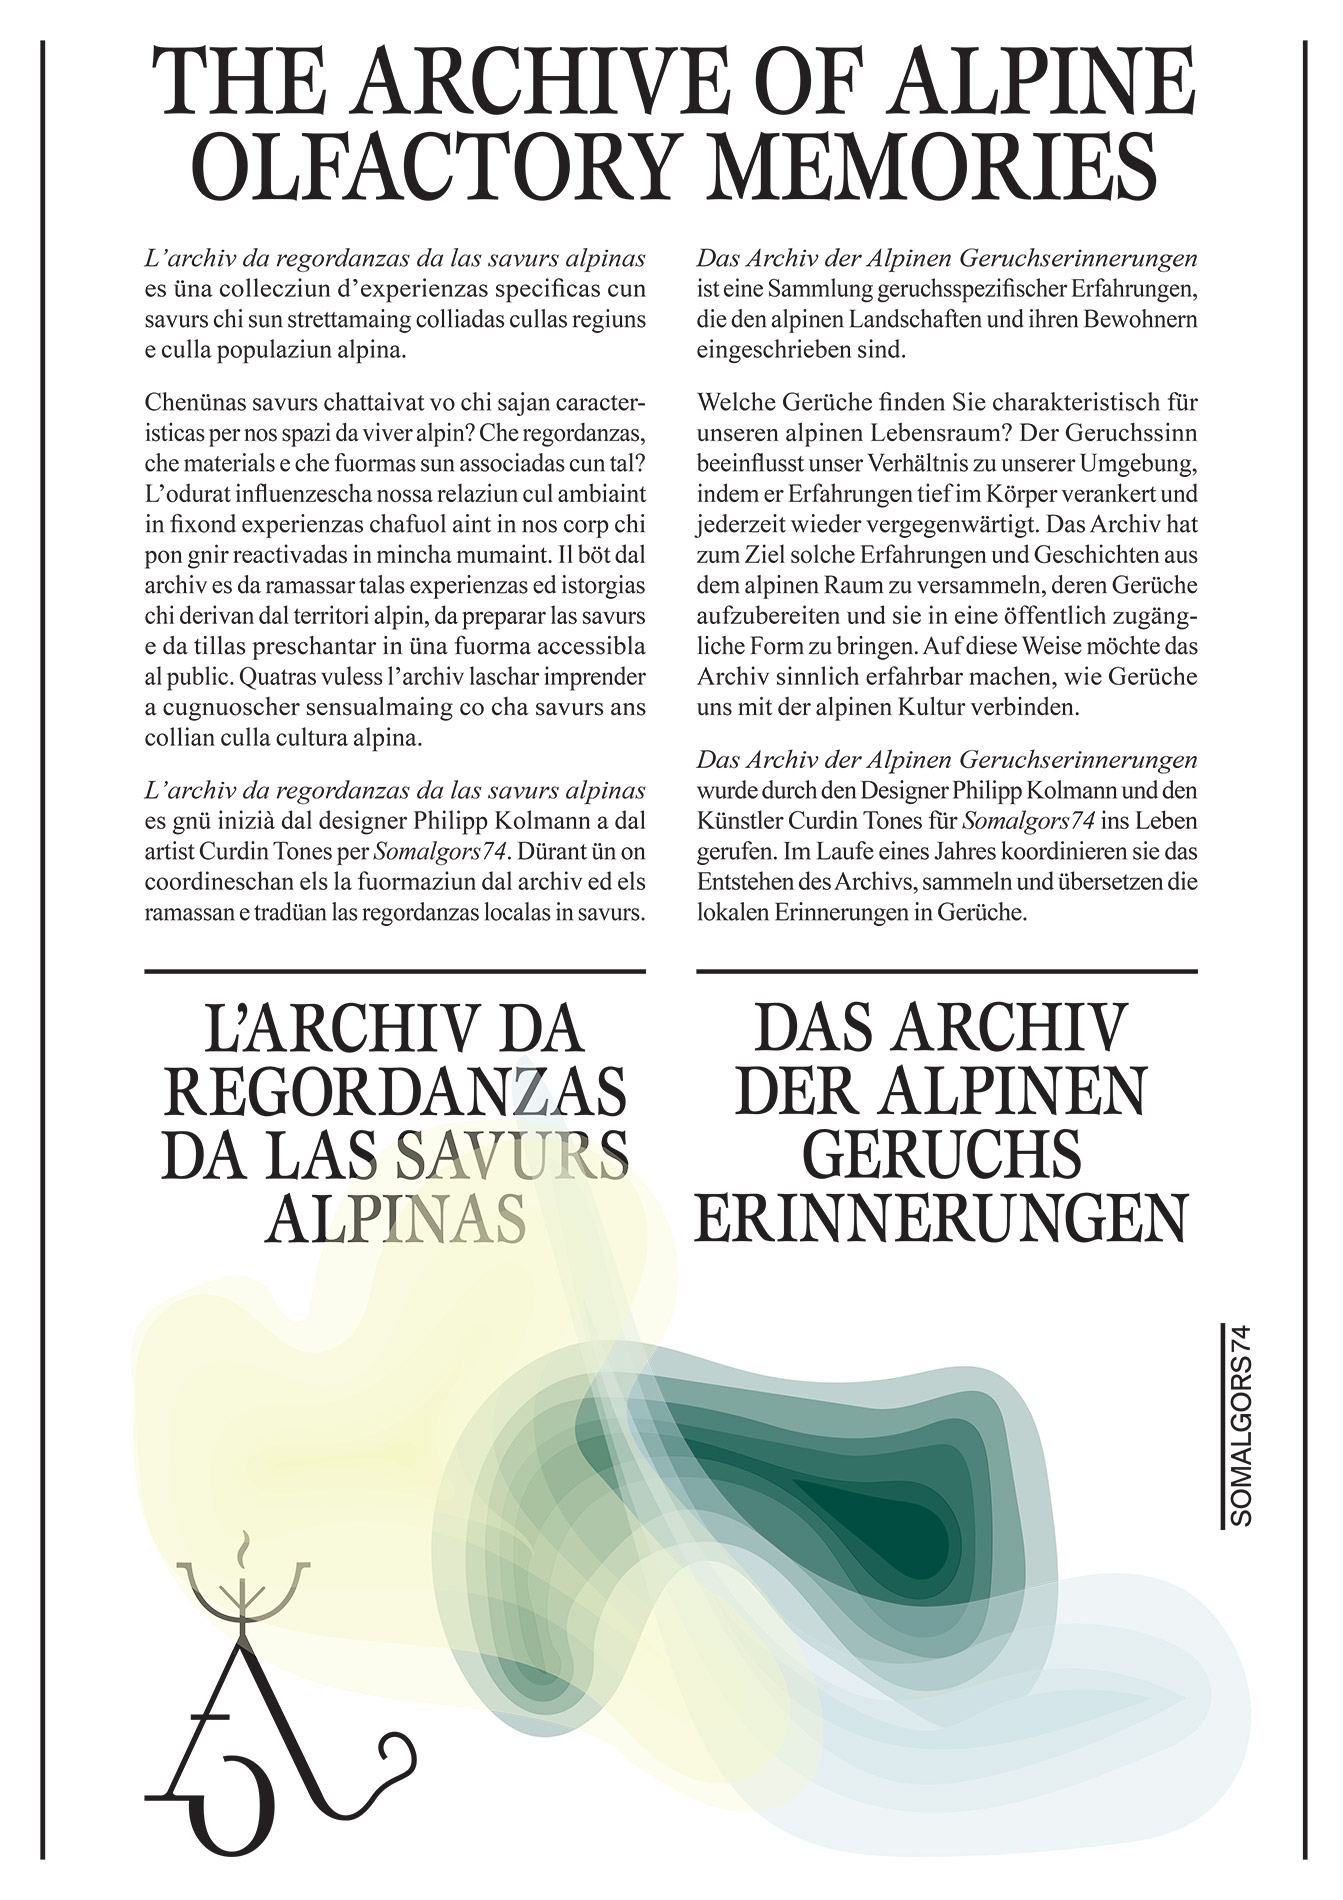 THE ARCHIVE OF ALPINE
OLFACTORY MEMORIES
L’archiv da regordanzas da las savurs alpinas
es üna collecziun d’experienzas specificas cun
savurs chi sun strettamaing colliadas cullas regiuns
e culla populaziun alpina.
Chenünas savurs chattaivat vo chi sajan caracter-
isticas per nos spazi da viver alpin? Che regordanzas,
che materials e che fuormas sun associadas cun tal?
L’odurat influenzescha nossa relaziun cul ambiaint
in fixond experienzas chafuol aint in nos corp chi
pon gnir reactivadas in mincha mumaint. Il böt dal
archiv es da ramassar talas experienzas ed istorgias
chi derivan dal territori alpin, da preparar las savurs
e da tillas preschantar in üna fuorma accessibla
al public. Quatras vuless l’archiv laschar imprender
a cugnuoscher sensualmaing co cha savurs ans
collian culla cultura alpina.
L’archiv da regordanzas da las savurs alpinas
es gnü inizià dal designer Philipp Kolmann a dal
artist Curdin Tones per Somalgors74. Dürant ün on
coordineschan els la fuormaziun dal archiv ed els
ramassan e tradüan las regordanzas localas in savurs.
Das Archiv der Alpinen Geruchserinnerungen
ist eine Sammlung geruchsspezifischer Erfahrungen,
die den alpinen Landschaften und ihren Bewohnern
eingeschrieben sind.
Welche Gerüche finden Sie charakteristisch für
unseren alpinen Lebensraum? Der Geruchssinn
beeinflusst unser Verhältnis zu unserer Umgebung,
indem er Erfahrungen tief im Körper verankert und
jederzeit wieder vergegenwärtigt. Das Archiv hat
zum Ziel solche Erfahrungen und Geschichten aus
dem alpinen Raum zu versammeln, deren Gerüche
aufzubereiten und sie in eine öffentlich zugäng-
liche Form zu bringen. Auf diese Weise möchte das
Archiv sinnlich erfahrbar machen, wie Gerüche
uns mit der alpinen Kultur verbinden.
Das Archiv der Alpinen Geruchserinnerungen
wurde durch den Designer Philipp Kolmann und den
Künstler Curdin Tones für Somalgors74 ins Leben
gerufen. Im Laufe eines Jahres koordinieren sie das
Entstehen des Archivs, sammeln und übersetzen die
lokalen Erinnerungen in Gerüche.
L’ARCHIV DA
REGORDANZAS
DA LAS SAVURS
ALPINAS
DAS ARCHIV
DER ALPINEN
GERUCHS
ERINNERUNGEN
SOMALGORS74